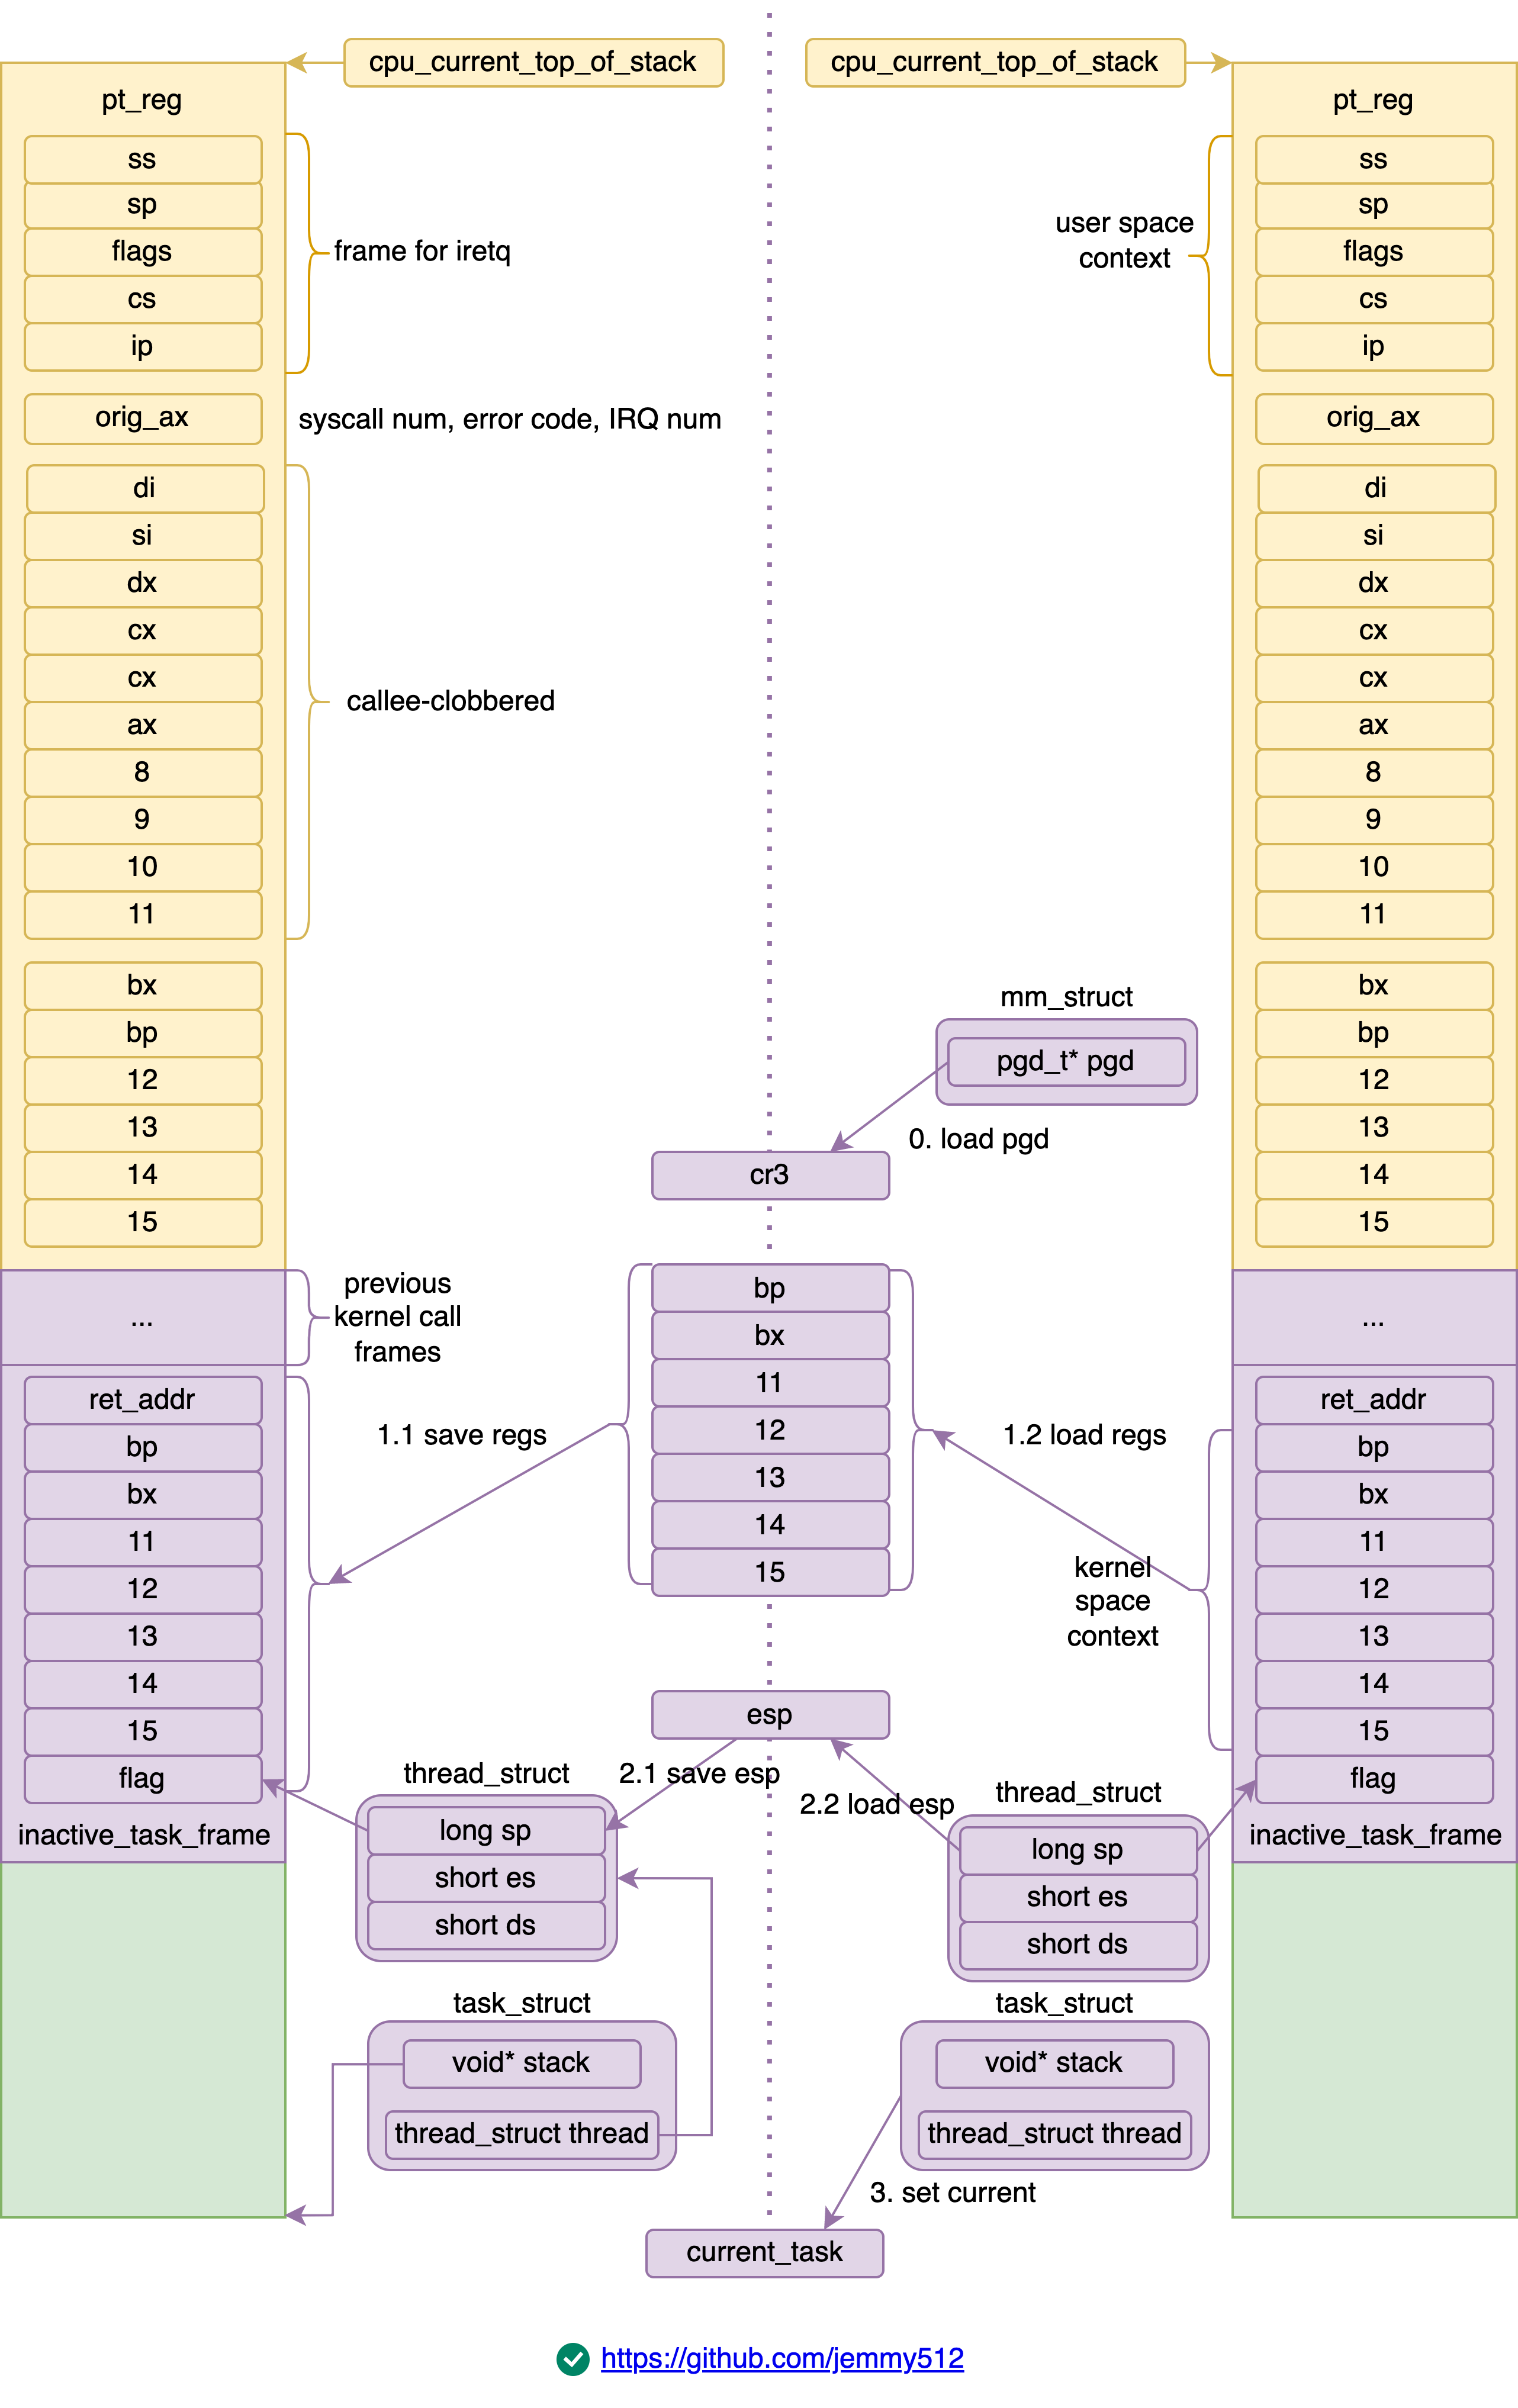 cpu_current_top_of_stack
pt_reg
ss
sp
flags
cs
ip
frame for iretq
orig_ax
syscall num, error code, IRQ num
di
si
dx
cx
cx
ax
8
9
10
11
callee-clobbered
bx
bp
12
13
14
15
...
previous
kernel call
frames
ret_addr
bp
bx
11
12
13
14
15
flag
inactive_task_frame
1.1 save regs
thread_struct
long sp
short es
short ds
2.1 save esp
task_struct
void* stack
thread_struct thread
cr3
bp
bx
11
12
13
14
15
esp
current_task
cpu_current_top_of_stack
pt_reg
ss
sp
flags
cs
ip
user space
context
orig_ax
di
si
dx
cx
cx
ax
8
9
10
11
bx
bp
12
13
14
15
mm_struct
pgd_t* pgd
0. load pgd
...
ret_addr
bp
bx
11
12
13
14
15
flag
inactive_task_frame
1.2 load regs
kernel
space
context
2.2 load esp
thread_struct
long sp
short es
short ds
task_struct
void* stack
thread_struct thread
3. set current
https://github.com/jemmy512